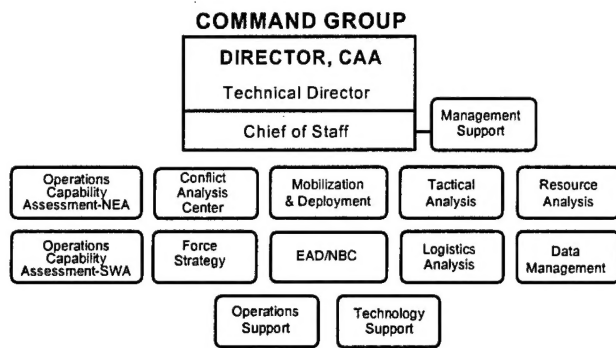 COMMAND GROUP
DIRECTOR, CAA
Technical Director
Chief of Staff
Management
Support
Operations
Capability
Assessment-NEA
Conflict
Analysis
Center
Mobilization
& Deployment
Tactical
Analysis
Resource
Analysis
Operations
Capability
Assessment-SWA
Force
Strategy
EAD/NBC
Logistics
Analysis
Data
Management
Operations
Support
Technology
Support